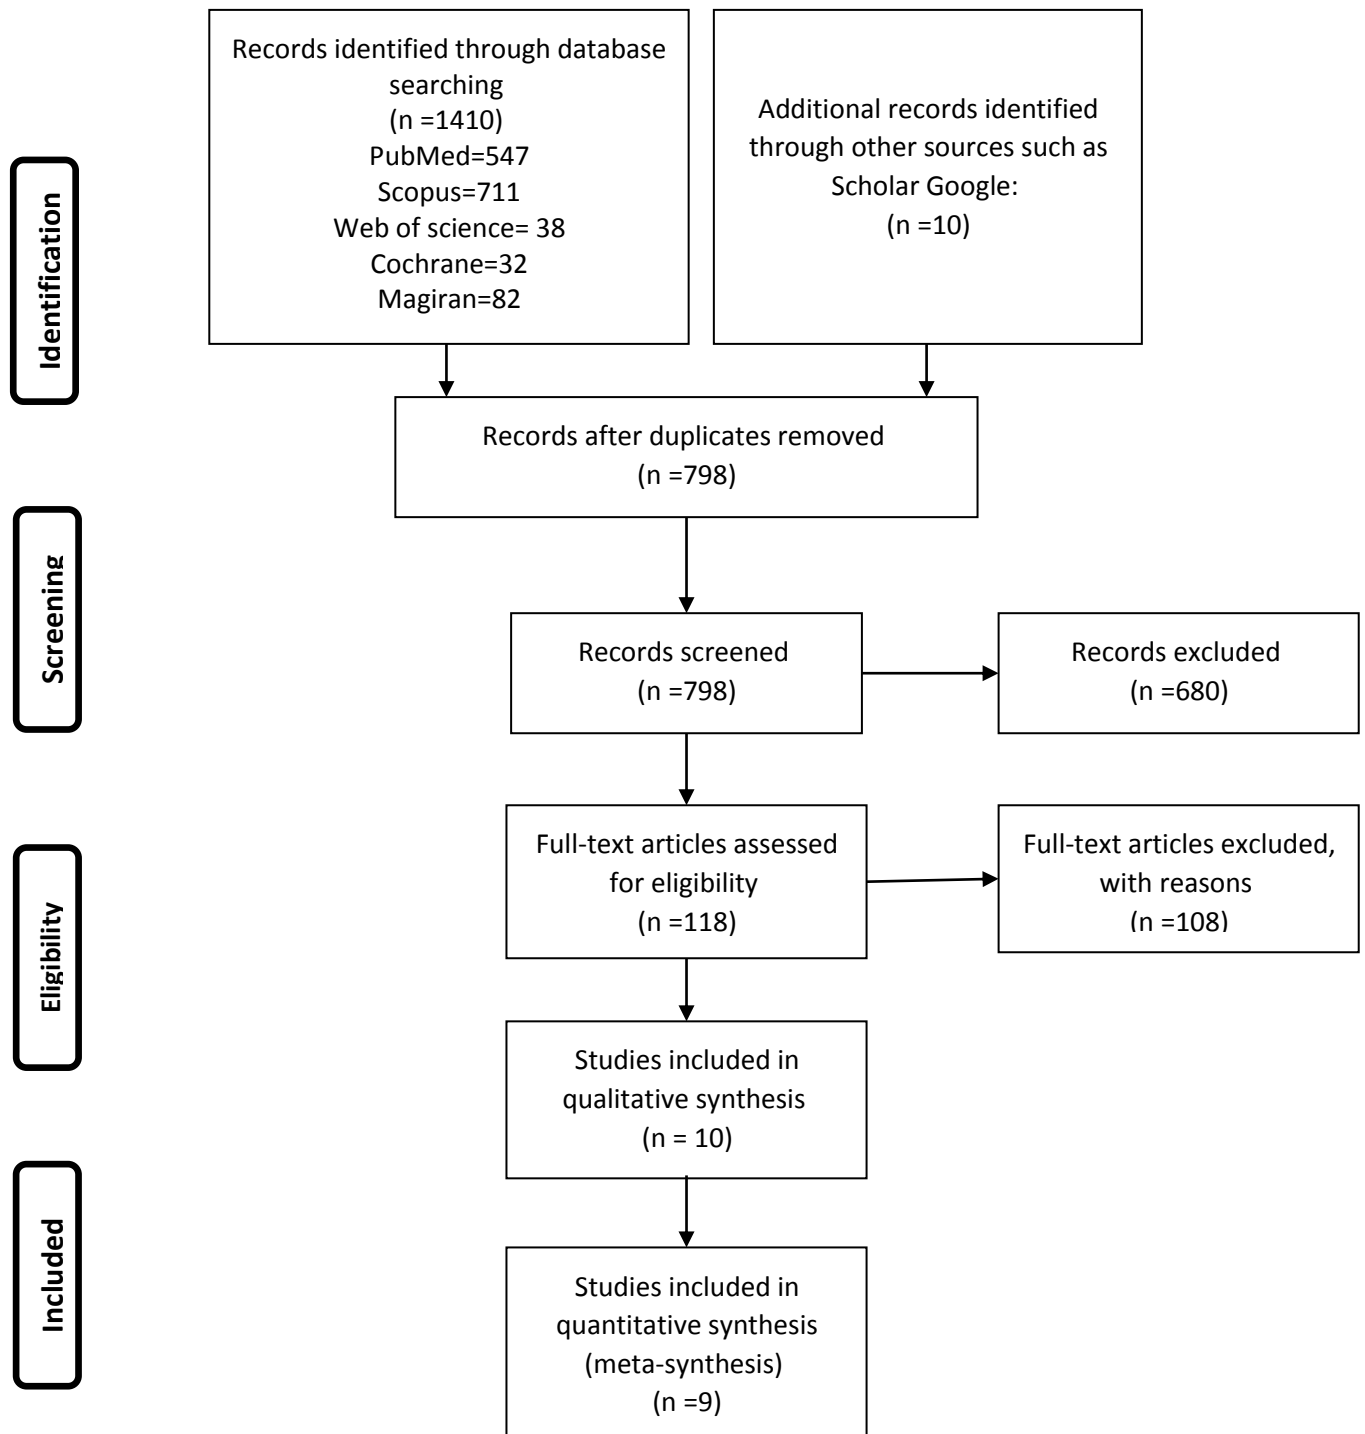 Records identified through database
searching
(n =1410)
PubMed=547
Scopus=711
Web of science= 38
Cochrane=32
Magiran=82
Additional records identified
through other sources such as
Scholar Google:
(n =10)
Identification
Records after duplicates removed
(n =798)
Screening
Records screened
(n =798)
Records excluded
(n =680)
Eligibility
Full-text articles assessed
for eligibility
(n =118)
Full-text articles excluded,
with reasons
(n =108)
Studies included in
qualitative synthesis
(n = 10)
Included
Studies included in
quantitative synthesis
(meta-synthesis)
(n =9)